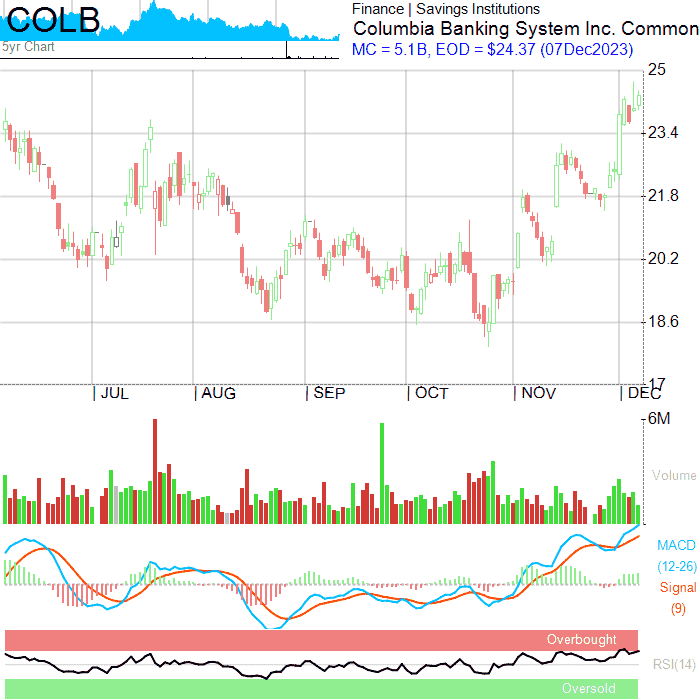 COLB
5yr Chart
Finance | Savings Institutions
Columbia Banking System Inc. Common
MC = 5.1B, EOD = $24.37 (07Dec2023)
25
23.4
21.8
20.2
18.6
17
JUL AUG SEP OCT NOV DEC
6M
Volume
MACD
(12-26)
Signal
(9)
Overbought
RSI(14)
Oversold